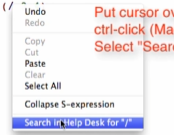 (/
Undo
Redo
Copy
Cut
Paste
Clear
Select All
Collapse S-expression
Search in Help Desk for "/"
Put cursor ov
ctrl-click (Ma
Select "Sear